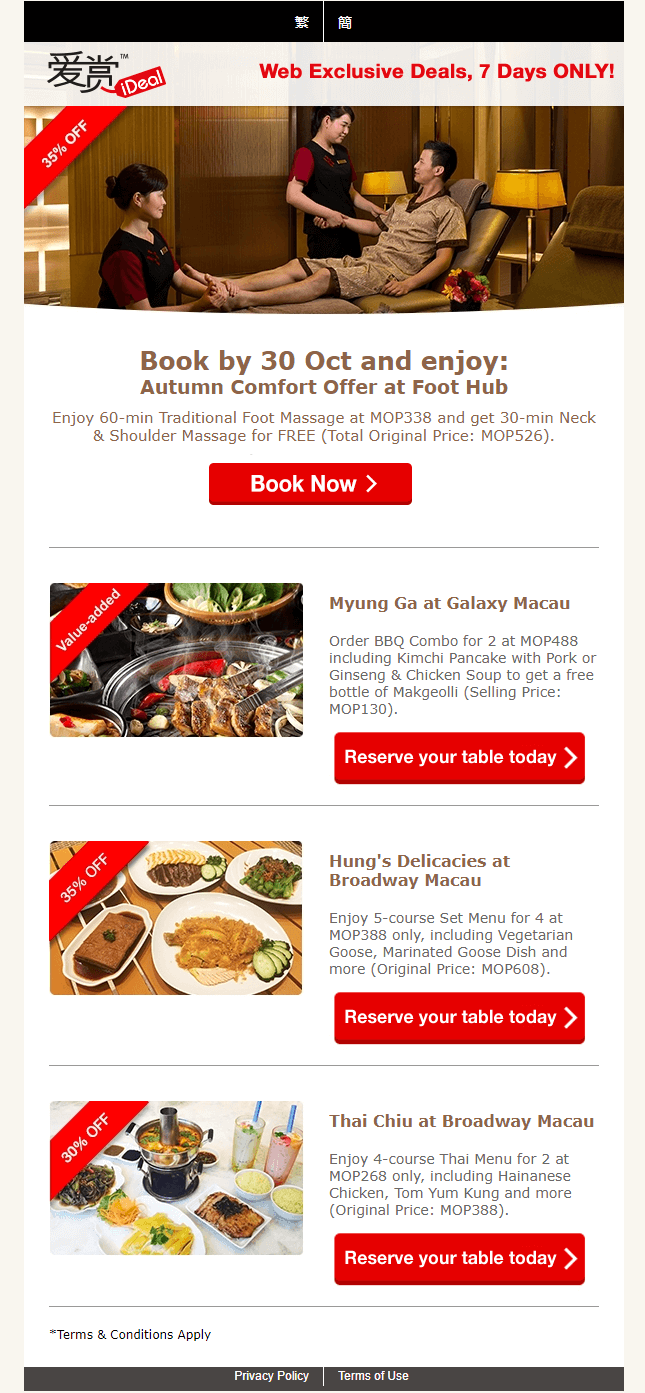 繁 簡
爱赏™ iDeal
Web Exclusive Deals, 7 Days ONLY!
35% OFF
Book by 30 Oct and enjoy:
Autumn Comfort Offer at Foot Hub
Enjoy 60-min Traditional Foot Massage at MOP338 and get 30-min Neck
& Shoulder Massage for FREE (Total Original Price: MOP526).
Book Now
Value-added
Myung Ga at Galaxy Macau
Order BBQ Combo for 2 at MOP488
including Kimchi Pancake with Pork or
Ginseng & Chicken Soup to get a free
bottle of Makgeolli (Selling Price:
MOP130).
Reserve your table today
35% OFF
Hung's Delicacies at
Broadway Macau
Enjoy 5-course Set Menu for 4 at
MOP388 only, including Vegetarian
Goose, Marinated Goose Dish and
more (Original Price: MOP608).
Reserve your table today
30% OFF
Thai Chiu at Broadway Macau
Enjoy 4-course Thai Menu for 2 at
MOP268 only, including Hainanese
Chicken, Tom Yum Kung and more
(Original Price: MOP388).
Reserve your table today
*Terms & Conditions Apply
Privacy Policy Terms of Use